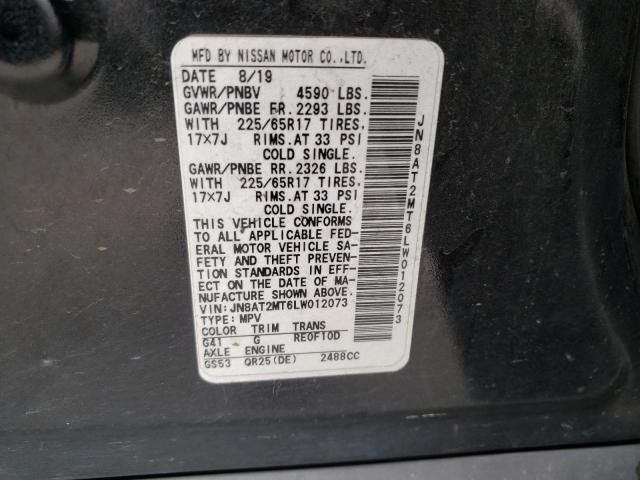 MFD BY NISSAN MOTOR CO.,LTD.
DATE 8/19
GVWR/PNBV 4590 LBS.
GAWR/PNBE FR.2293 LBS.
WITH 225/65R17 TIRES,
17×7J RIMS.AT 33 PSI
COLD SINGLE.
GAWR/PNBE RR.2326 LBS.
WITH 225/65R17 TIRES,
17×7J RIMS.AT 33 PSI
COLD SINGLE.
THIS VEHICLE CONFORMS
TO ALL APPLICABLE FED-
ERAL MOTOR VEHICLE SA-
FETY AND THEFT PREVEN-
TION STANDARDS IN EFF-
ECT ON THE DATE OF MA-
NUFACTURE SHOWN ABOVE.
VIN: JN8AT2MT6LW012073
TYPE: MPV
COLOR TRIM TRANS
G41 G RE0F10D
AXLE ENGINE
GS53 QR25(DE) 2488CC
JN8AT2MT6LW012073